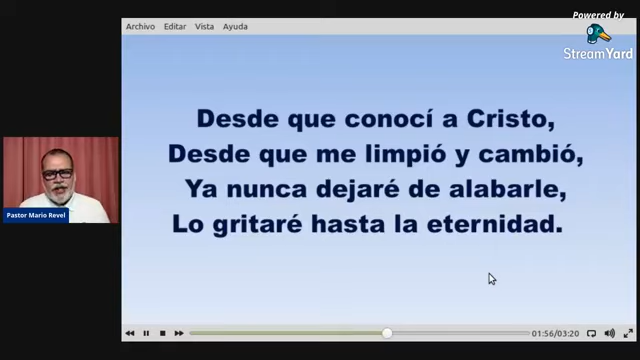 Powered by
StreamYard
Archivo Editar Vista Ayuda
Desde que conocí a Cristo,
Desde que me limpió y cambió,
Ya nunca dejaré de alabarle,
Lo gritaré hasta la eternidad.
Pastor Mario Revel
01:56/03:20